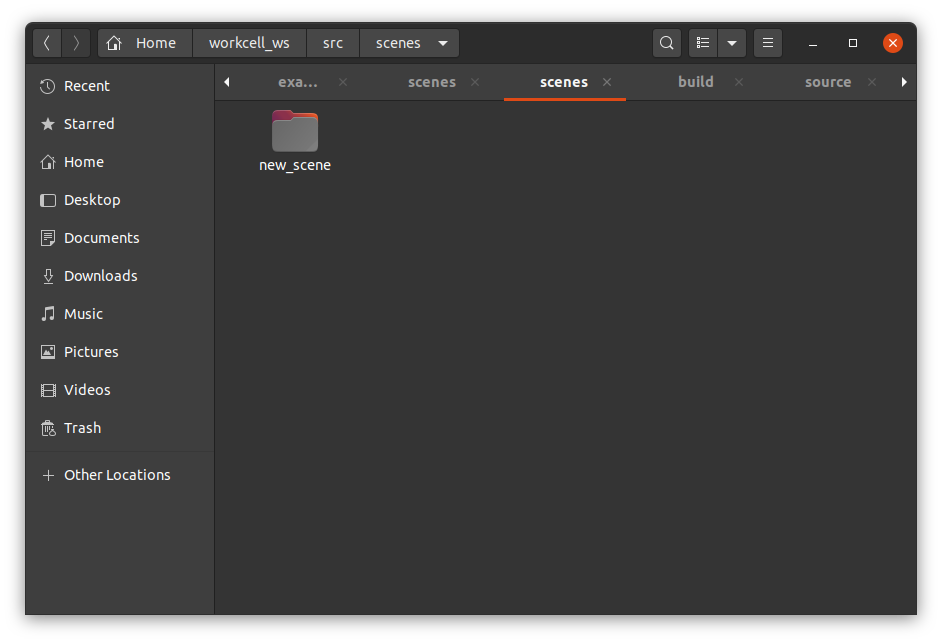 Home workcell_ws src scenes
exa... scenes scenes build source
Recent
Starred
Home
Desktop
Documents
Downloads
Music
Pictures
Videos
Trash
Other Locations
new_scene